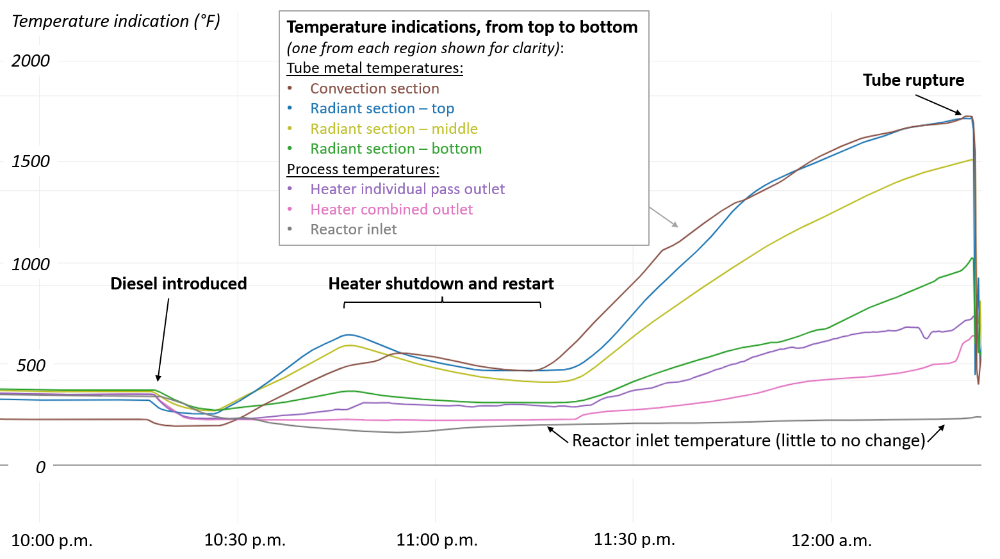 Temperature indication (°F)
Temperature indications, from top to bottom
(one from each region shown for clarity):
Tube metal temperatures:
• Convection section
• Radiant section – top
• Radiant section – middle
• Radiant section – bottom
Process temperatures:
• Heater individual pass outlet
• Heater combined outlet
• Reactor inlet
2000
Tube rupture
1500
1000
Diesel introduced
Heater shutdown and restart
500
Reactor inlet temperature (little to no change)
0
10:00 p.m.
10:30 p.m.
11:00 p.m.
11:30 p.m.
12:00 a.m.